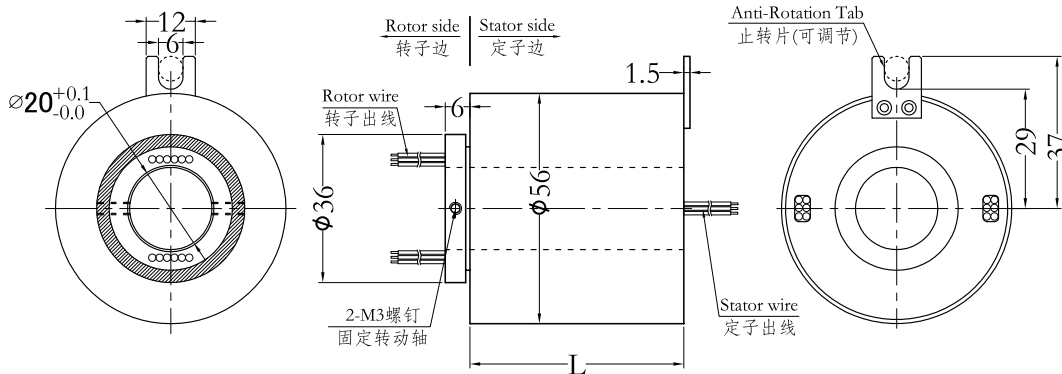 12
6
⌀20+0.1
-0.0
Rotor side
转子边
Stator side
定子边
Rotor wire
转子出线
6
1.5
ϕ36
ϕ56
2-M3螺钉
固定转动轴
L
Stator wire
定子出线
Anti-Rotation Tab
止转片(可调节)
29
37